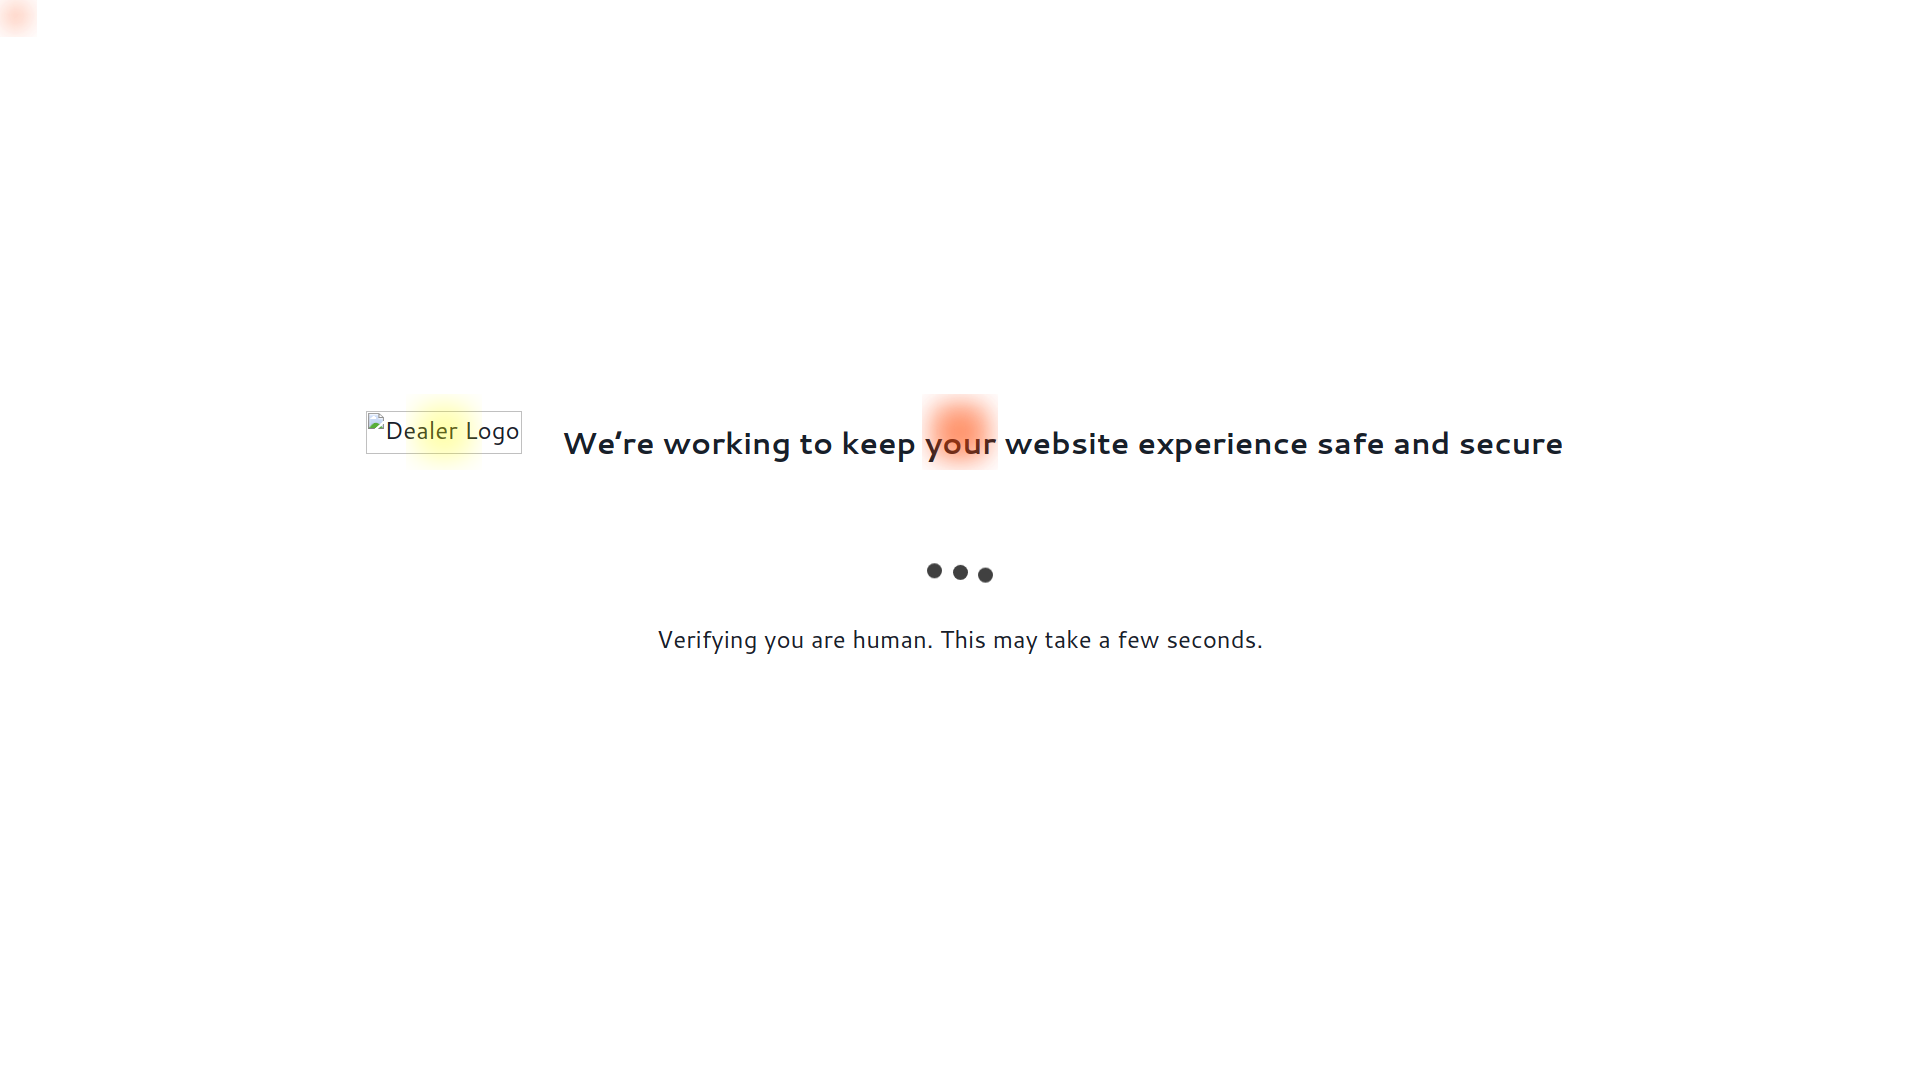 Dealer Logo
We’re working to keep your website experience safe and secure
Verifying you are human. This may take a few seconds.